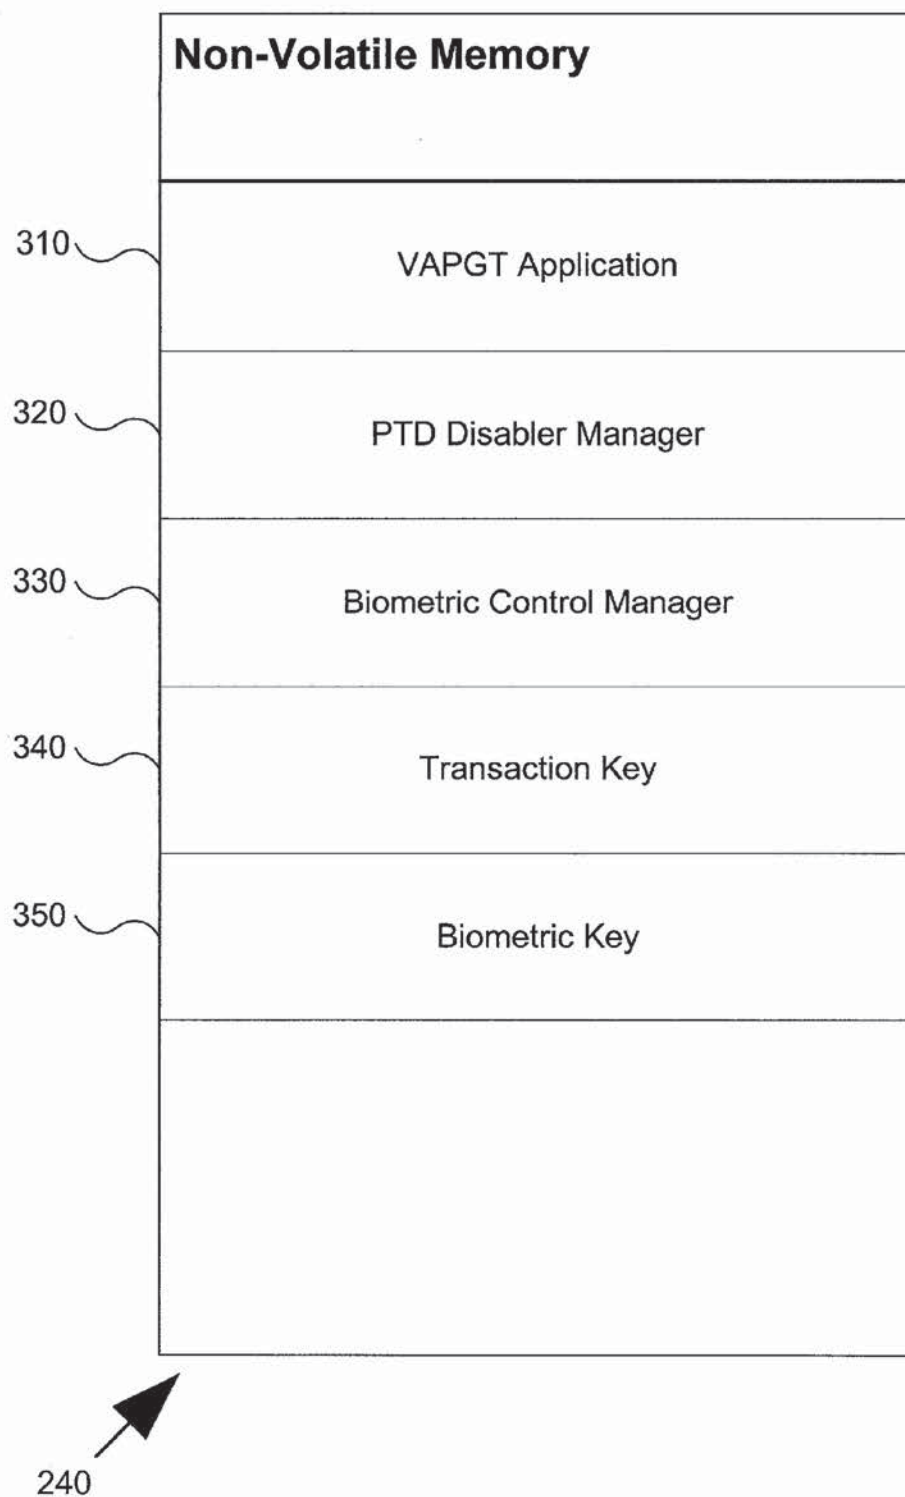 Non-Volatile Memory
310
VAPGT Application
320
PTD Disabler Manager
330
Biometric Control Manager
340
Transaction Key
350
Biometric Key
240